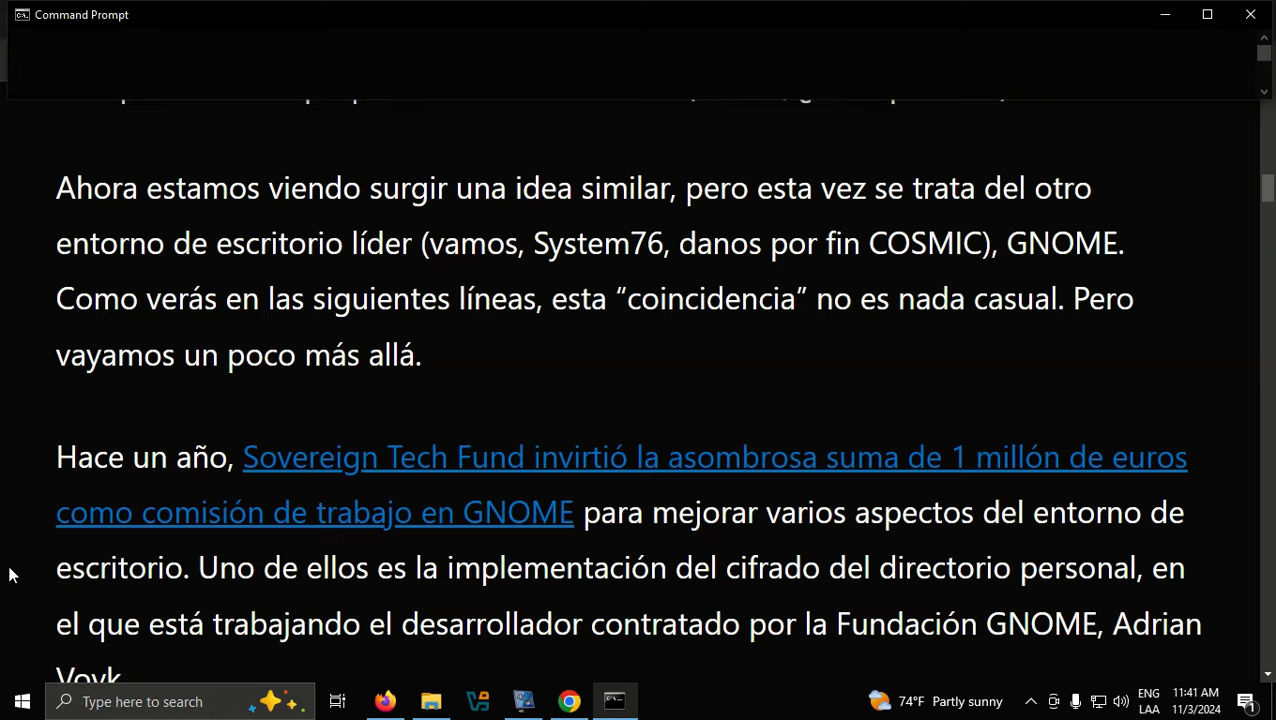 Command Prompt
Ahora estamos viendo surgir una idea similar, pero esta vez se trata del otro
entorno de escritorio líder (vamos, System76, danos por fin COSMIC), GNOME.
Como verás en las siguientes líneas, esta “coincidencia” no es nada casual. Pero
vayamos un poco más allá.
Hace un año, Sovereign Tech Fund invirtió la asombrosa suma de 1 millón de euros
como comisión de trabajo en GNOME para mejorar varios aspectos del entorno de
escritorio. Uno de ellos es la implementación del cifrado del directorio personal, en
el que está trabajando el desarrollador contratado por la Fundación GNOME, Adrian
Vovk
Type here to search
74°F Partly sunny
ENG
LAA
11:41 AM
11/3/2024
1